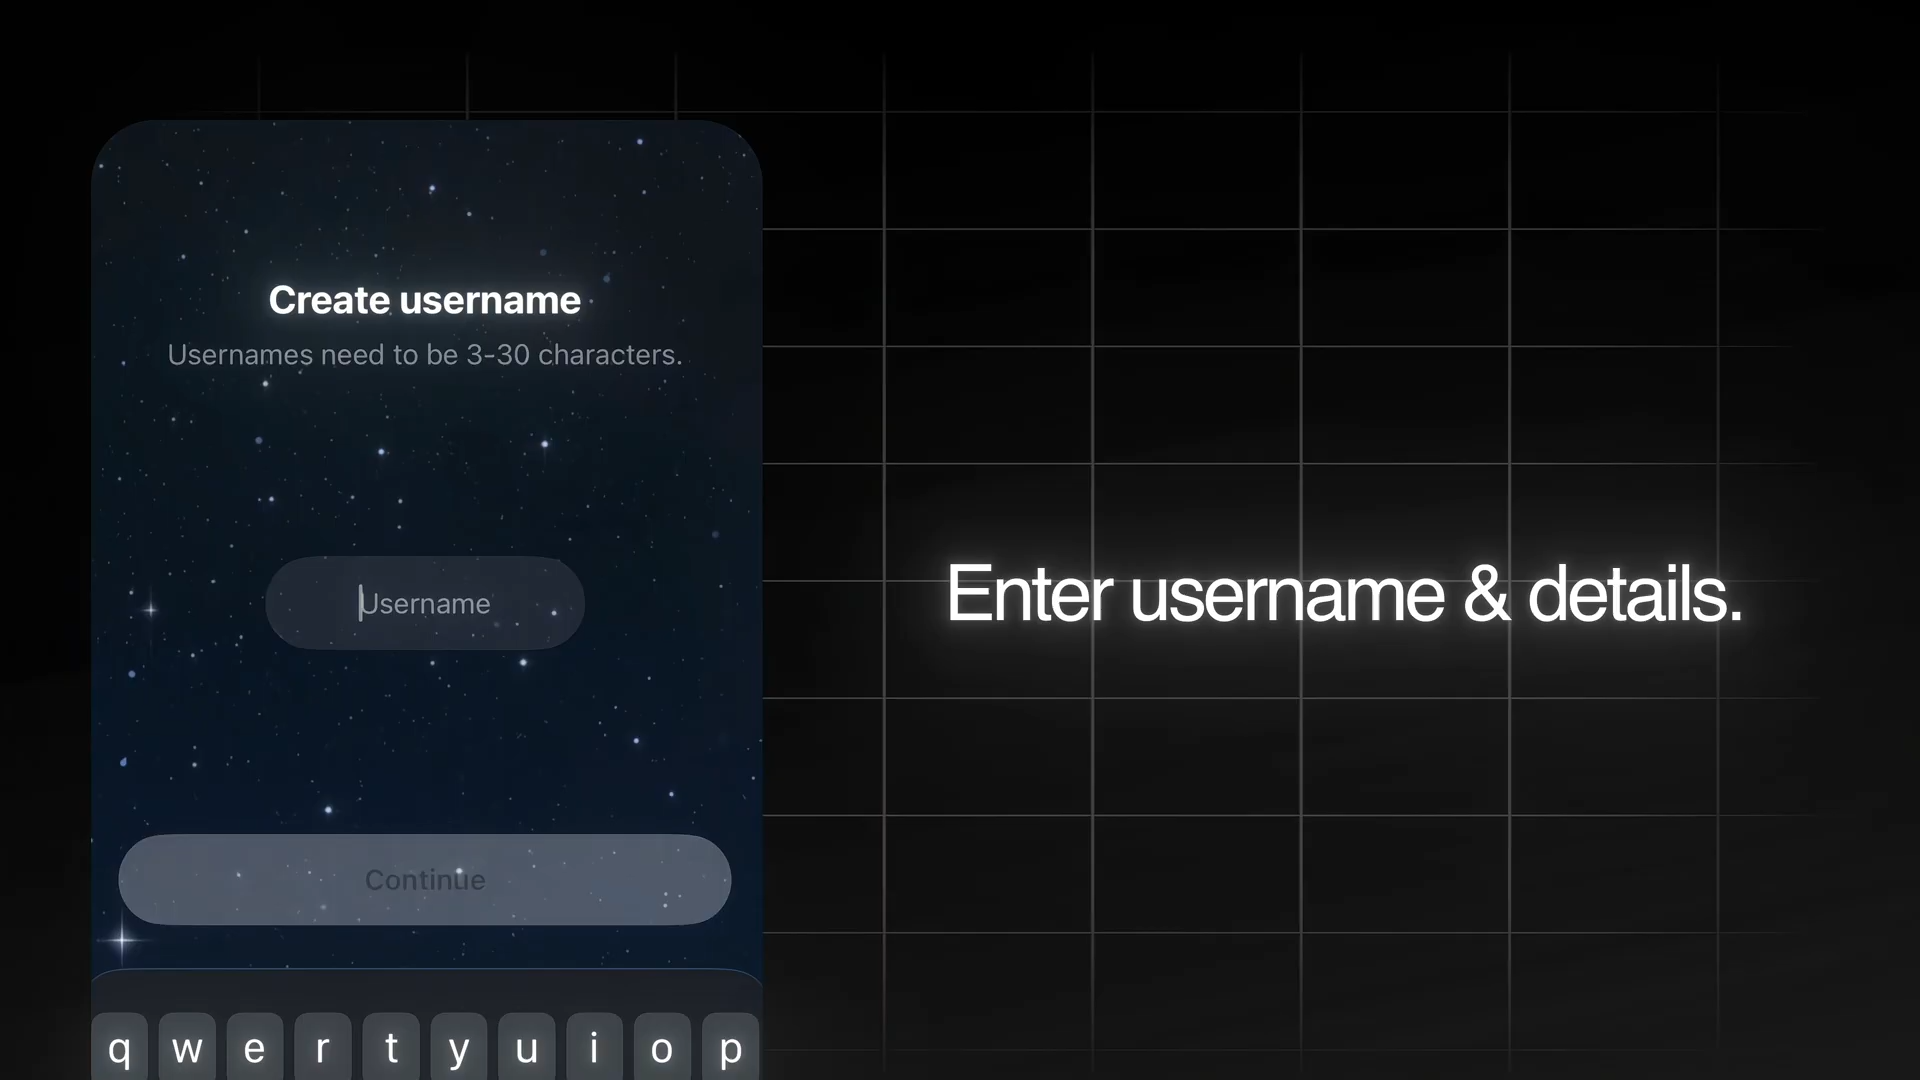 Create username
Usernames need to be 3-30 characters.
Username
Enter username & details.
Continue
q w e r t y u i o p